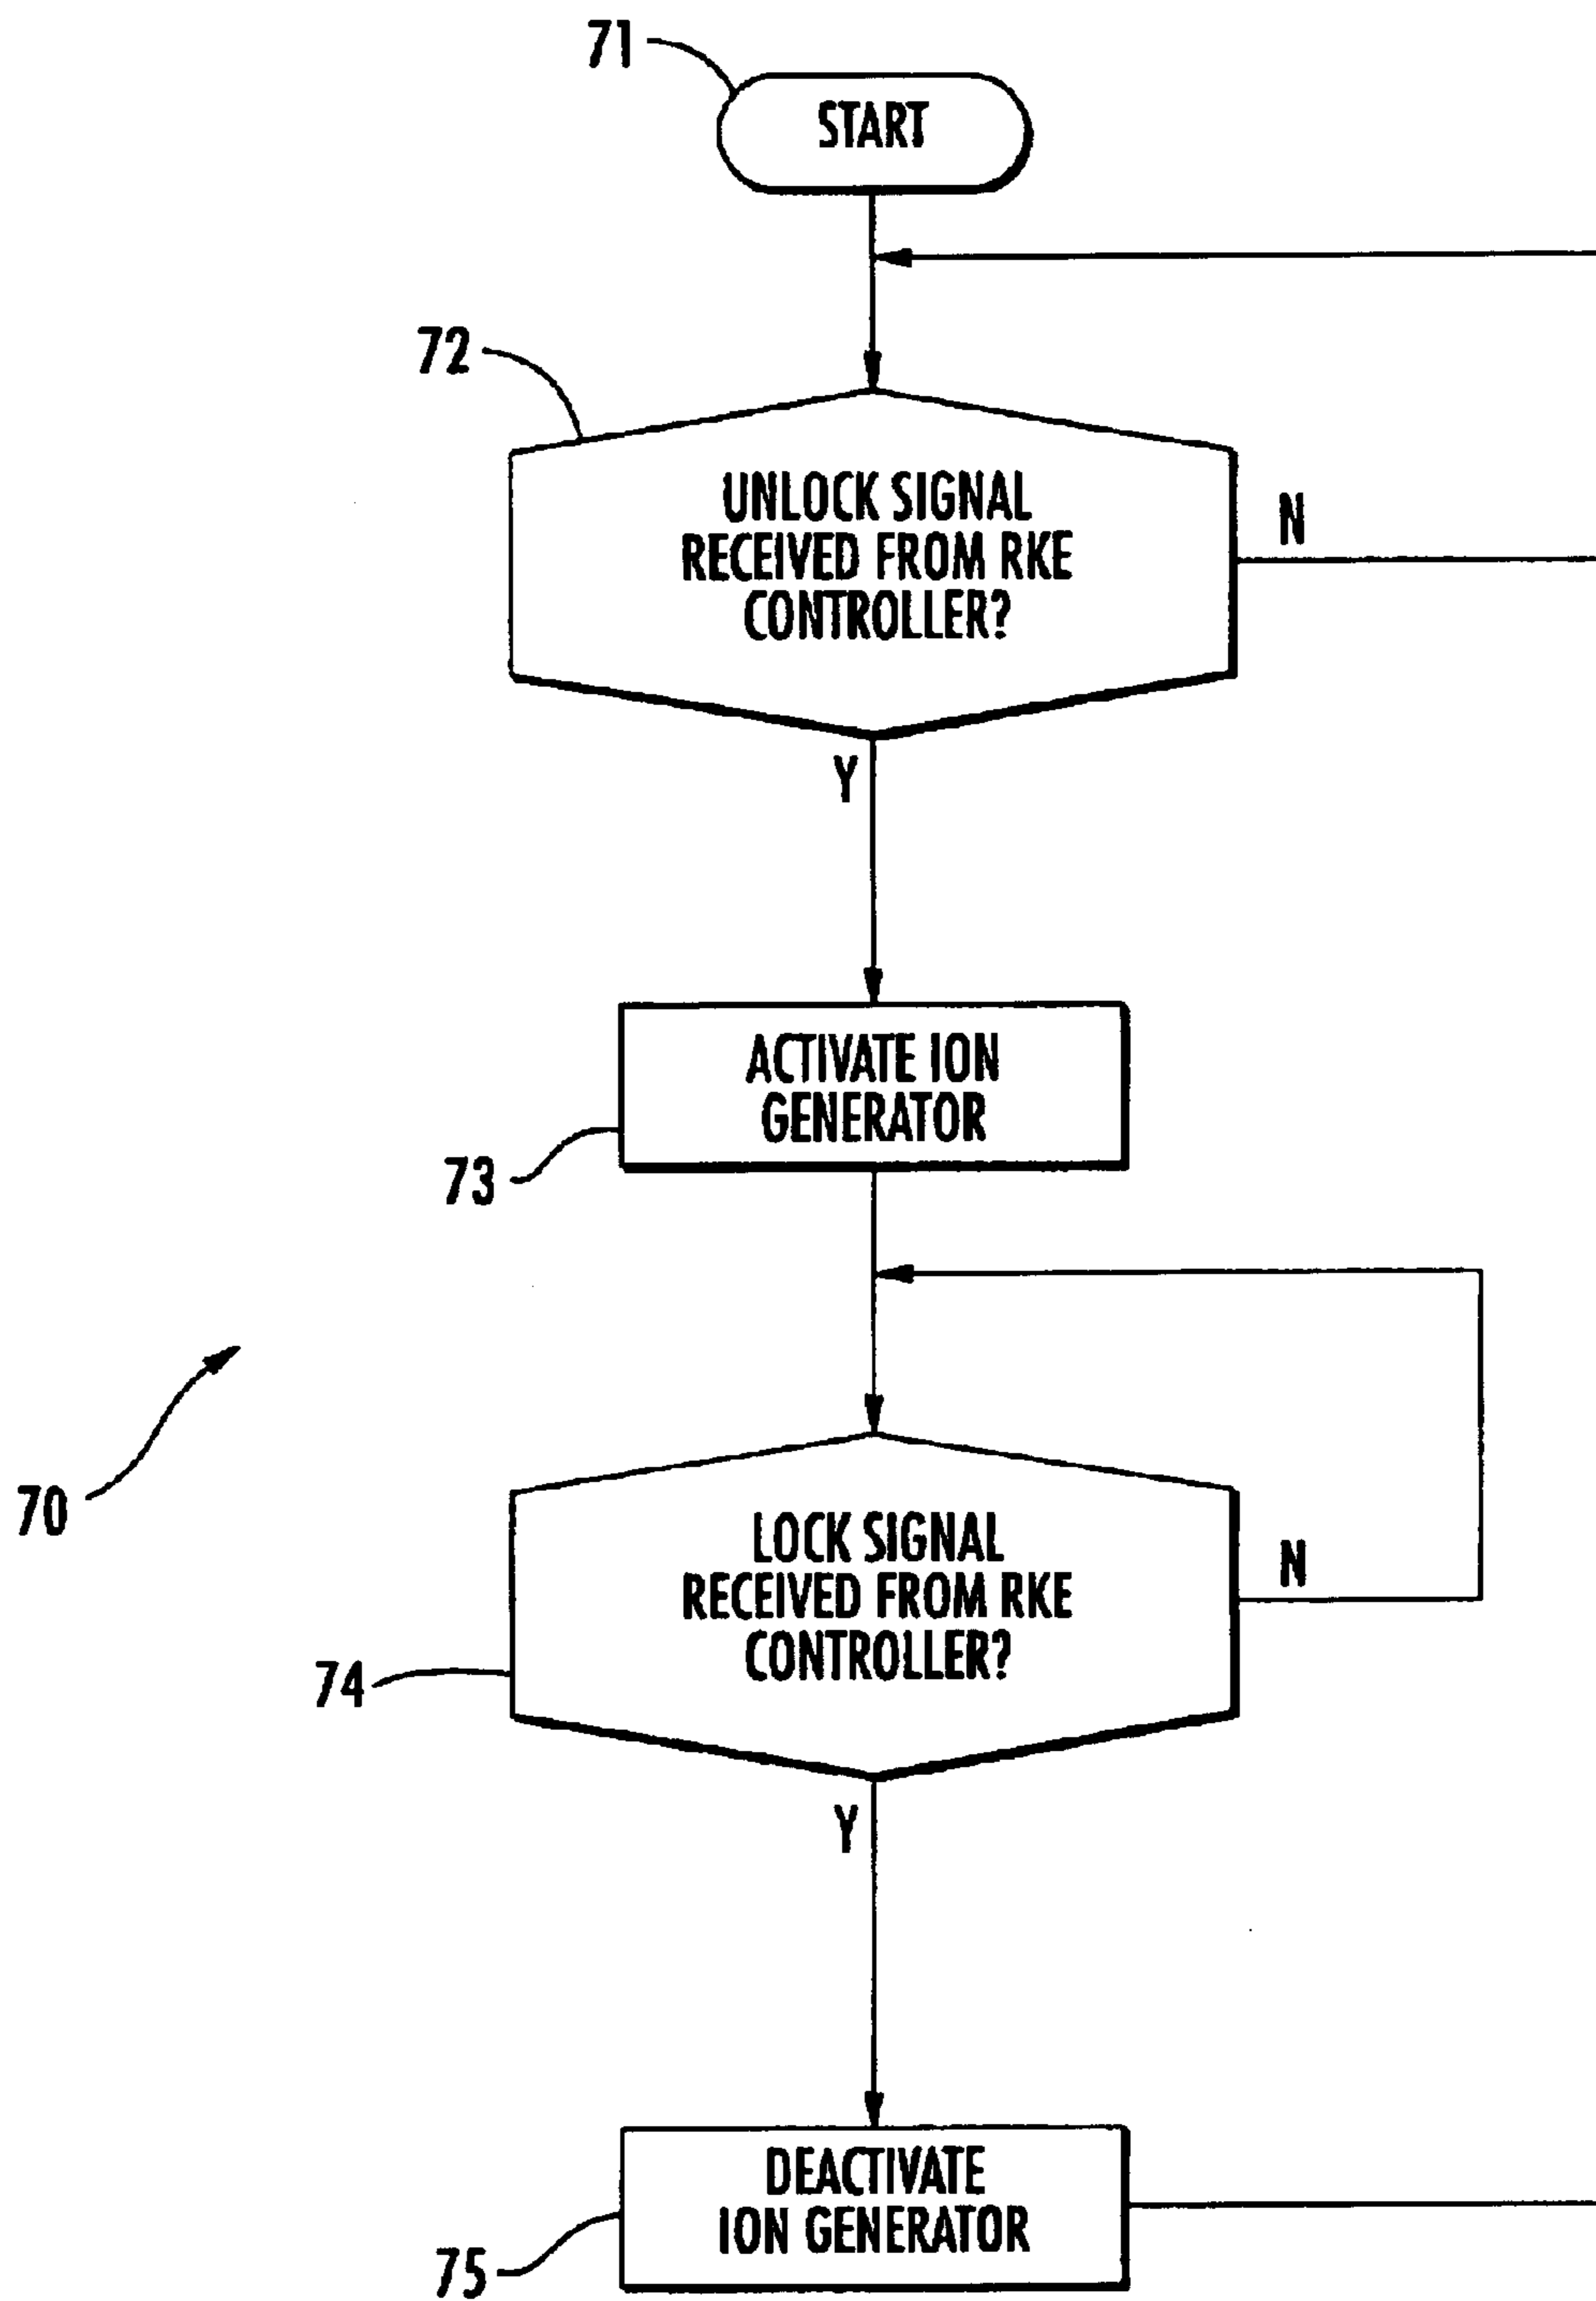 71
START
72
UNLOCK SIGNAL
RECEIVED FROM RKE
CONTROLLER?
N
Y
ACTIVATE ION
GENERATOR
73
70
LOCK SIGNAL
RECEIVED FROM RKE
CONTROLLER?
N
74
Y
DEACTIVATE
ION GENERATOR
75